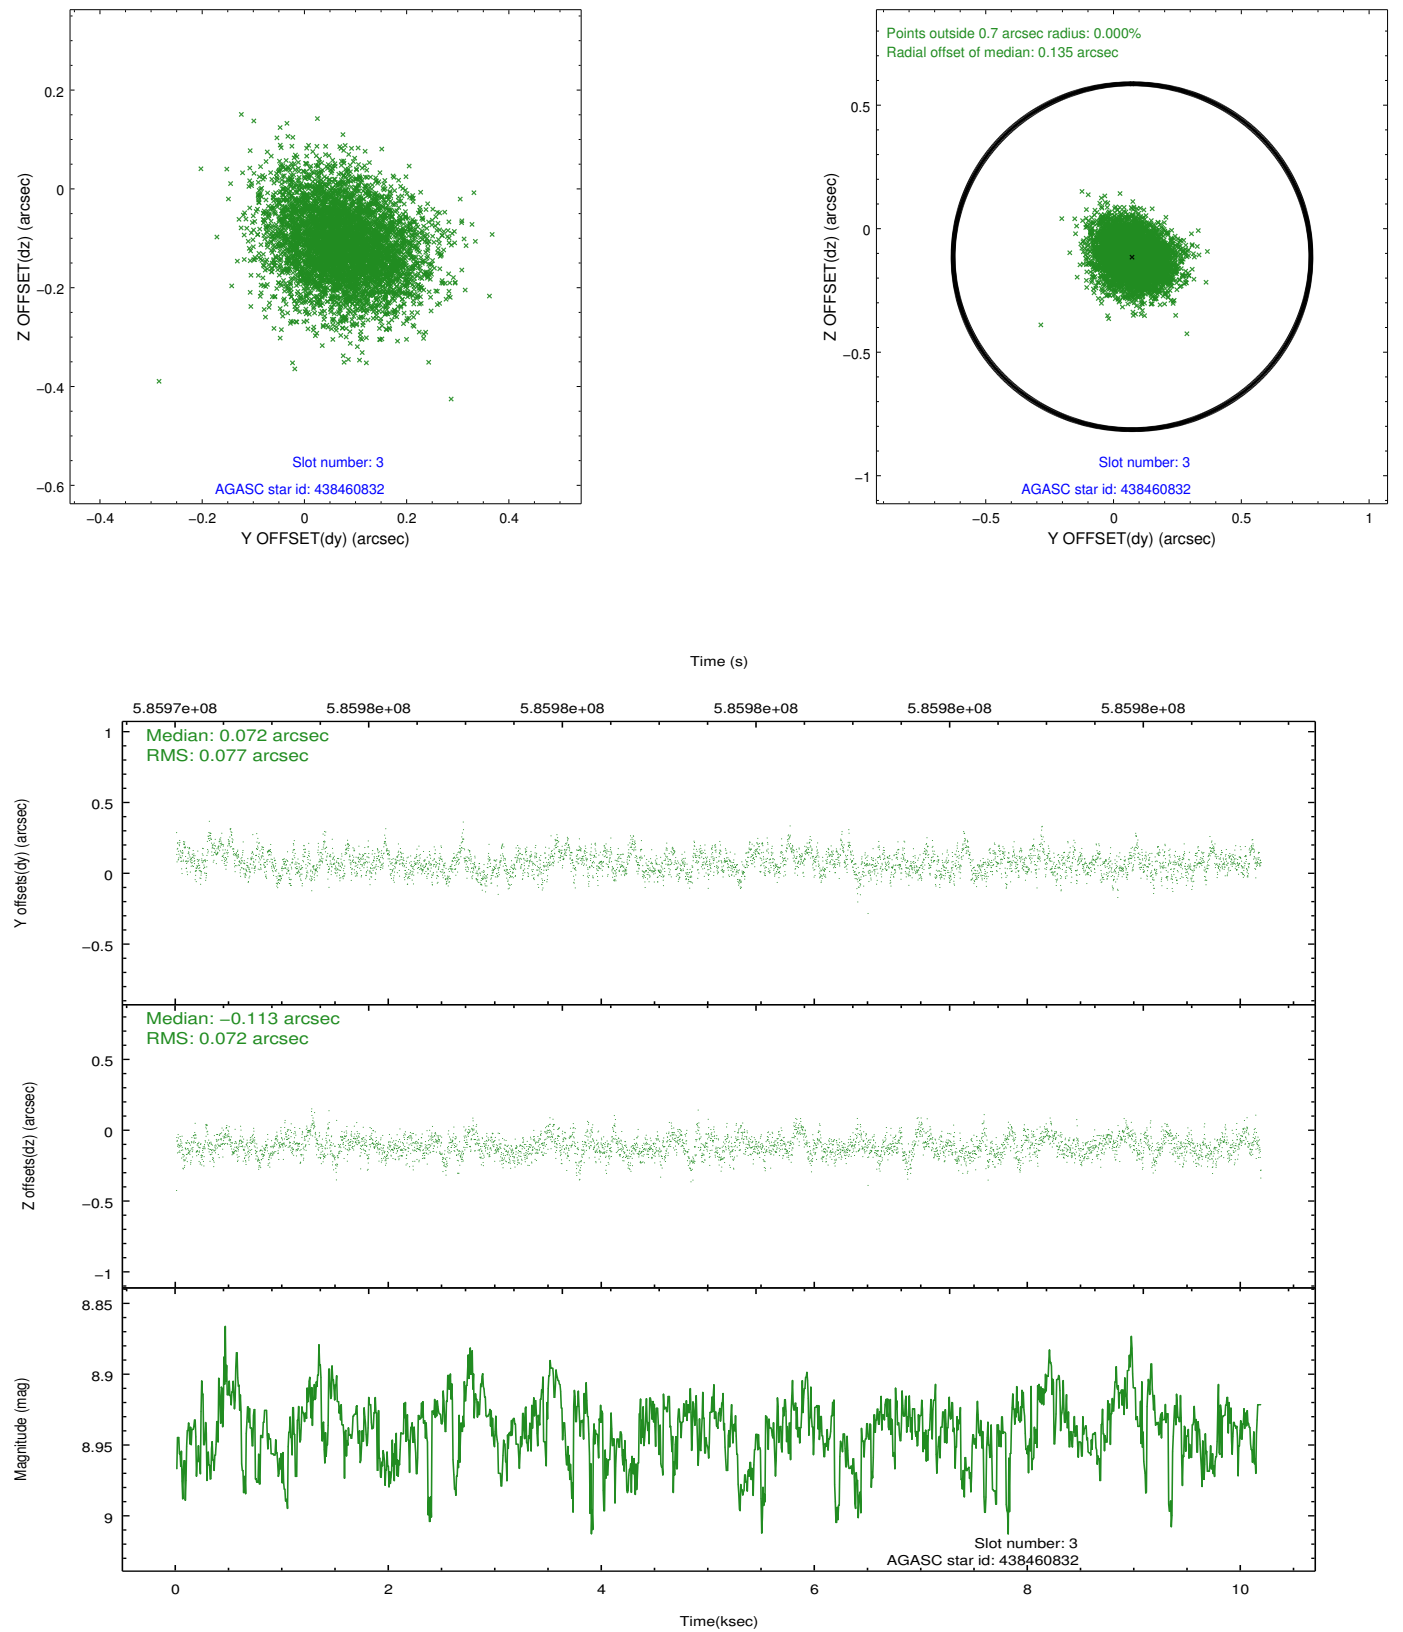 0.2
0
−0.2
−0.4
−0.6
Z OFFSET(dz) (arcsec)
Slot number: 3
AGASC star id: 438460832
−0.4 −0.2 0 0.2 0.4
Y OFFSET(dy) (arcsec)
Points outside 0.7 arcsec radius: 0.000%
Radial offset of median: 0.135 arcsec
0.5
0
−0.5
−1
Z OFFSET(dz) (arcsec)
Slot number: 3
AGASC star id: 438460832
−0.5 0 0.5 1
Y OFFSET(dy) (arcsec)
Time (s)
5.8597e+08 5.8598e+08 5.8598e+08 5.8598e+08 5.8598e+08 5.8598e+08
Median: 0.072 arcsec
RMS: 0.077 arcsec
1
0.5
0
−0.5
Y offsets(dy) (arcsec)
Median: −0.113 arcsec
RMS: 0.072 arcsec
0.5
0
−0.5
−1
Z offsets(dz) (arcsec)
8.85
8.9
8.95
9
Magnitude (mag)
Slot number: 3
AGASC star id: 438460832
0 2 4 6 8 10
Time(ksec)